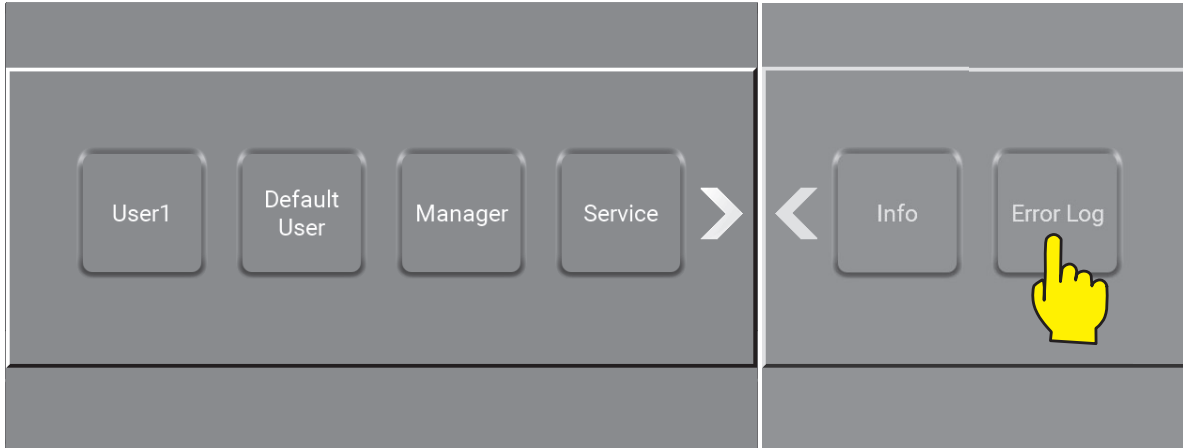 User1
Default
User
Manager
Service
Info
Error Log